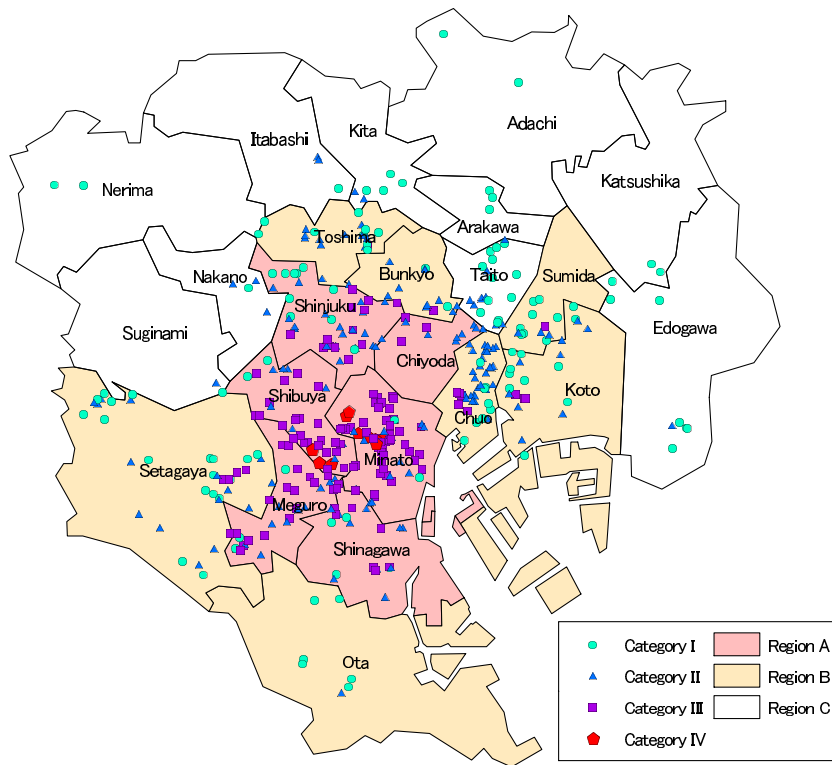 Adachi
Kita
Itabashi
Katsushika
Nerima
Arakawa
Toshima
Bunkyo
Taito
Sumida
Nakano
Shinjuku
Suginami
Edogawa
Chiyoda
Koto
Shibuya
Chuo
Minato
Setagaya
Meguro
Shinagawa
Ota
Category I Region A
Category II Region B
Category III Region C
Category IV